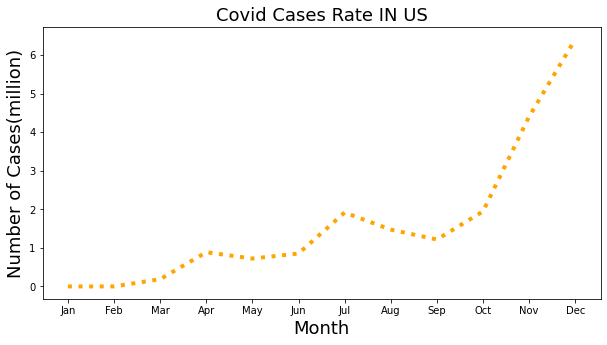 Covid Cases Rate IN US
Number of Cases(million)
6
5
4
3
2
1
0
Jan Feb Mar Apr May Jun Jul Aug Sep Oct Nov Dec
Month